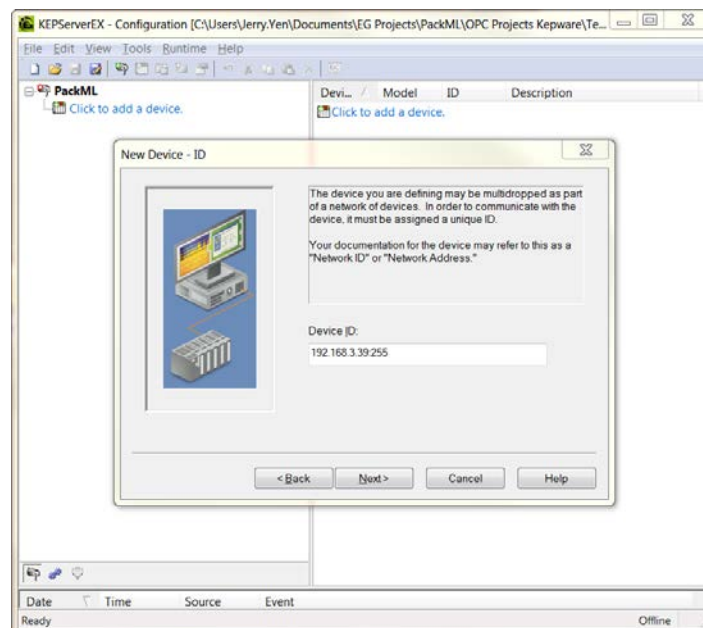 KEPServerEX - Configuration [C:\Users\Jerry.Yen\Documents\EG Projects\PackML\OPC Projects Kepware\Te...
File Edit View Tools Runtime Help
PackML
Click to add a device.
Devi... Model ID Description
Click to add a device.
New Device - ID
The device you are defining may be multidropped as part
of a network of devices. In order to communicate with the
device, it must be assigned a unique ID.
Your documentation for the device may refer to this as a
"Network ID" or "Network Address."
Device ID:
192.168.3.39:255
< Back Next > Cancel Help
Date Time Source Event
Ready Offline